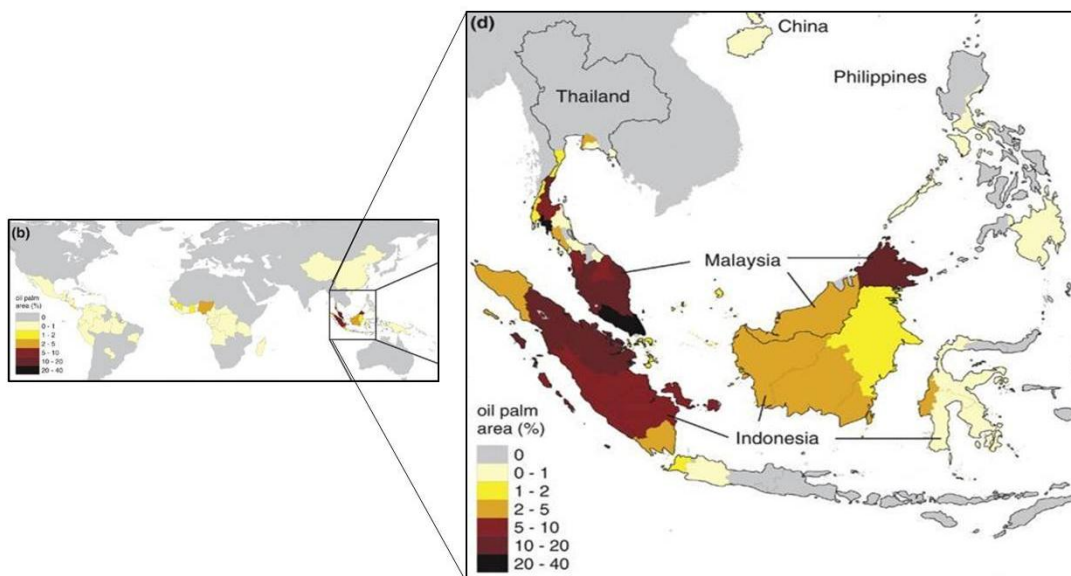 (b)
oil palm
area (%)
0
0 - 1
1 - 2
2 - 5
5 - 10
10 - 20
20 - 40
(d)
China
Philippines
Thailand
Malaysia
Indonesia
oil palm
area (%)
0
0 - 1
1 - 2
2 - 5
5 - 10
10 - 20
20 - 40